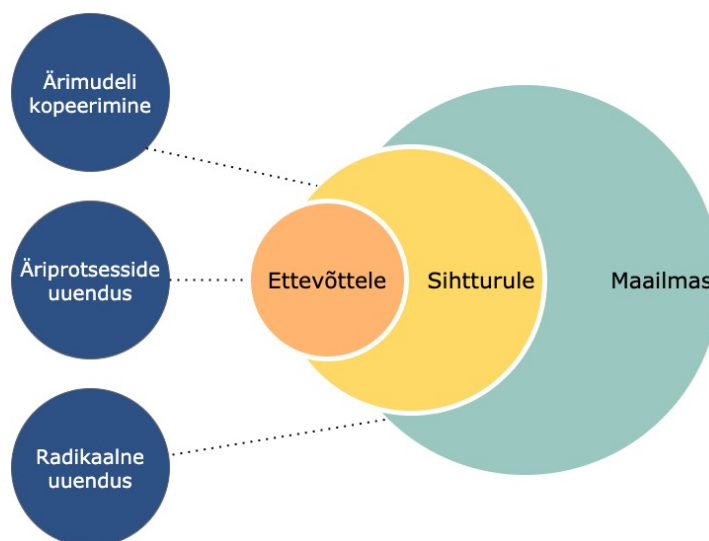 Ärimudeli
kopeerimine
Äriprotsesside
uuendus
Ettevõttele
Sihtturule
Maailmas
Radikaalne
uuendus